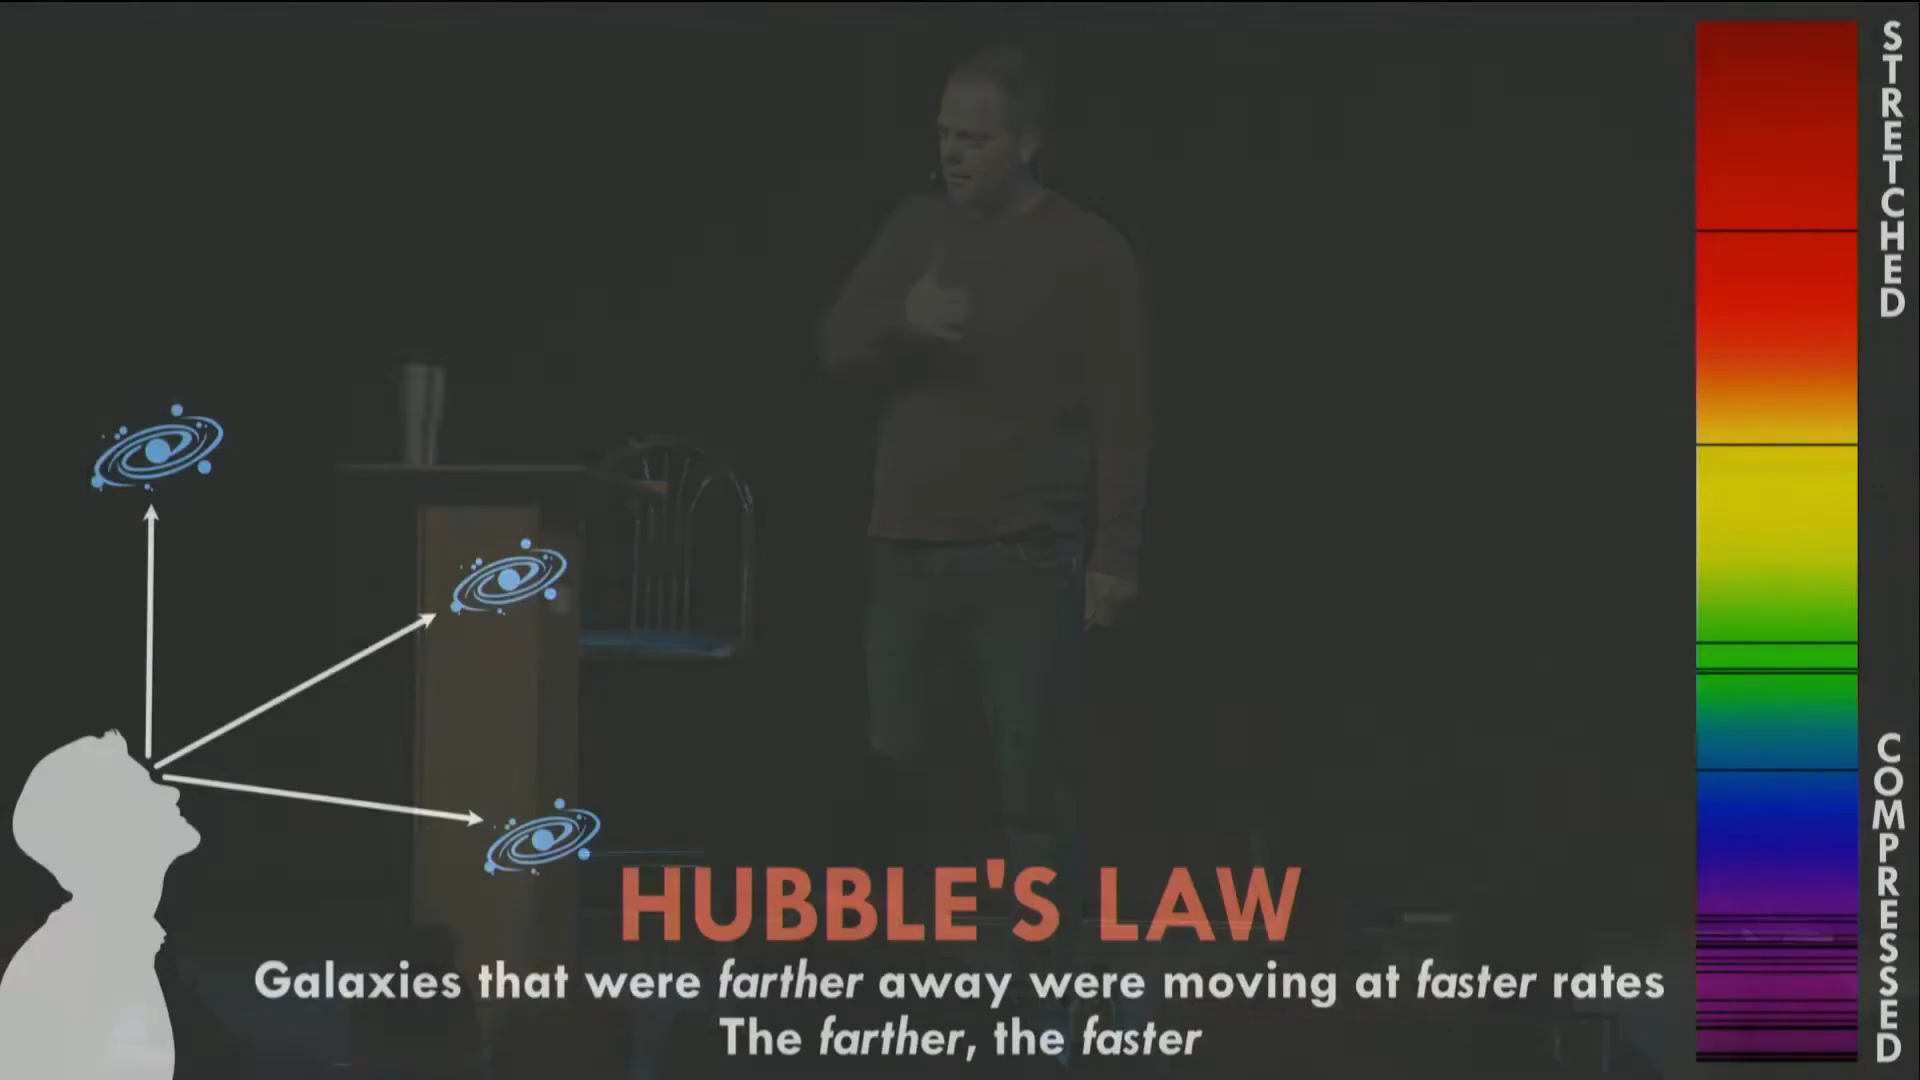 STRETCHED
COMPRESSED
HUBBLE'S LAW
Galaxies that were farther away were moving at faster rates
The farther, the faster